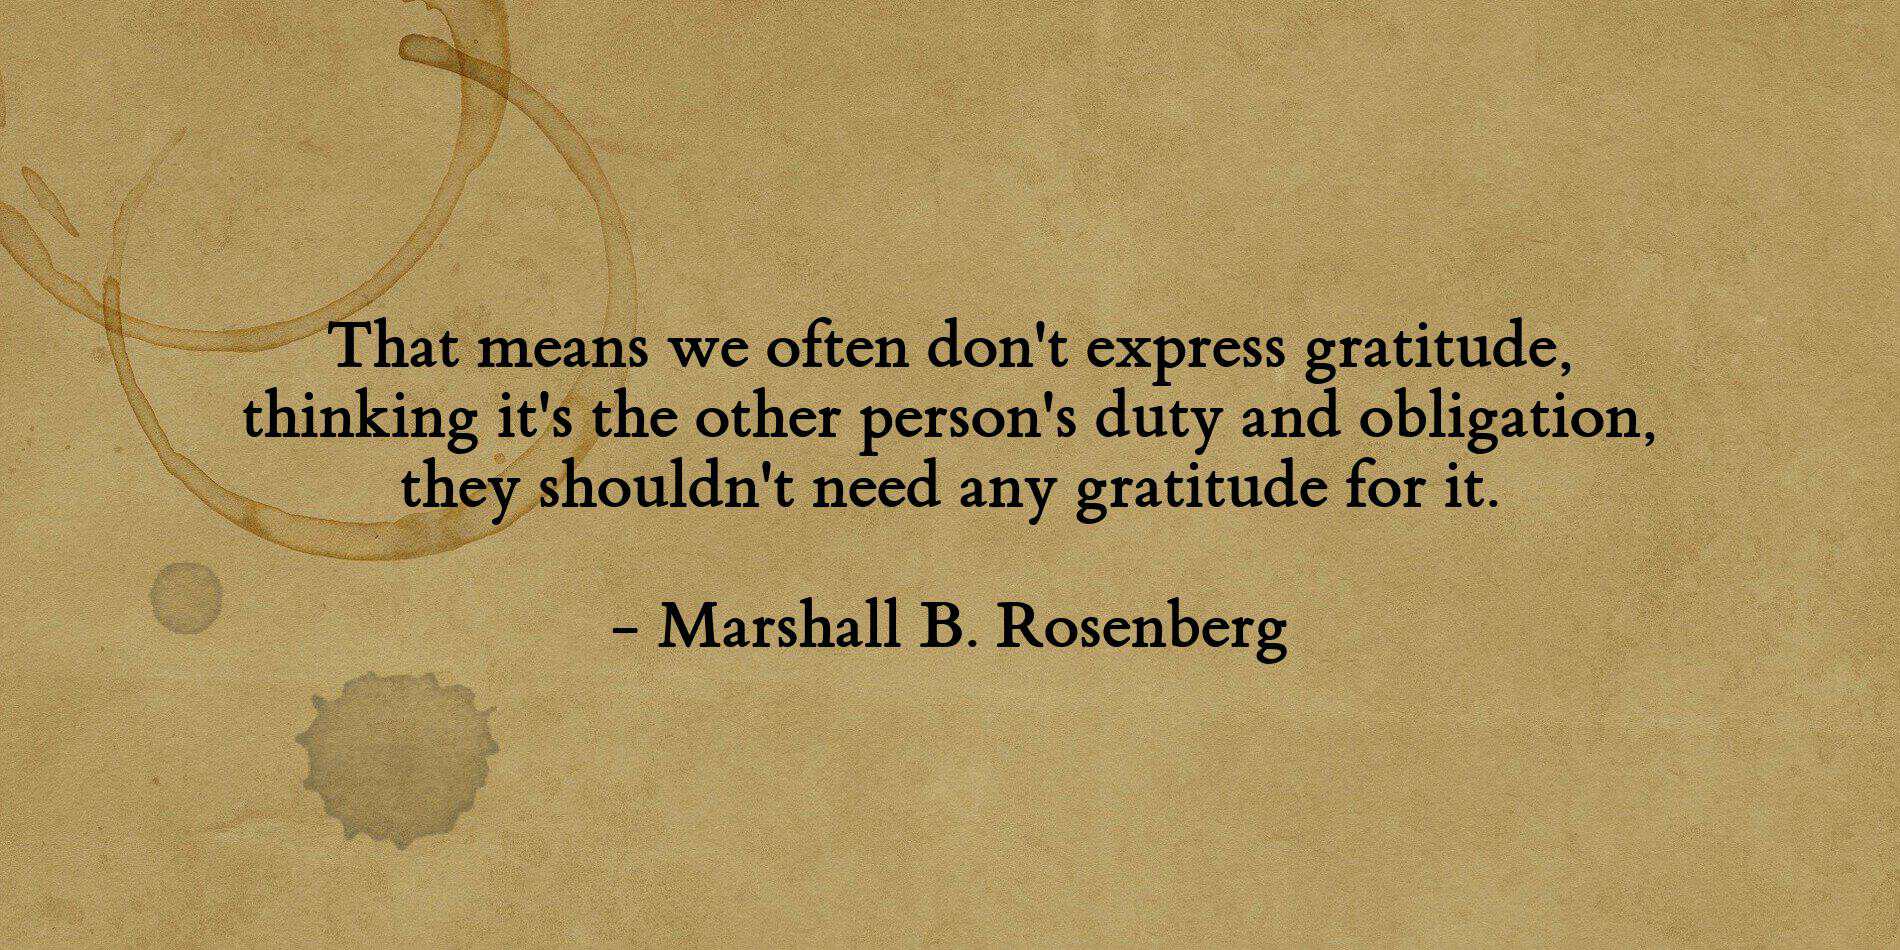 That means we often don't express gratitude,
thinking it's the other person's duty and obligation,
they shouldn't need any gratitude for it.
- Marshall B. Rosenberg